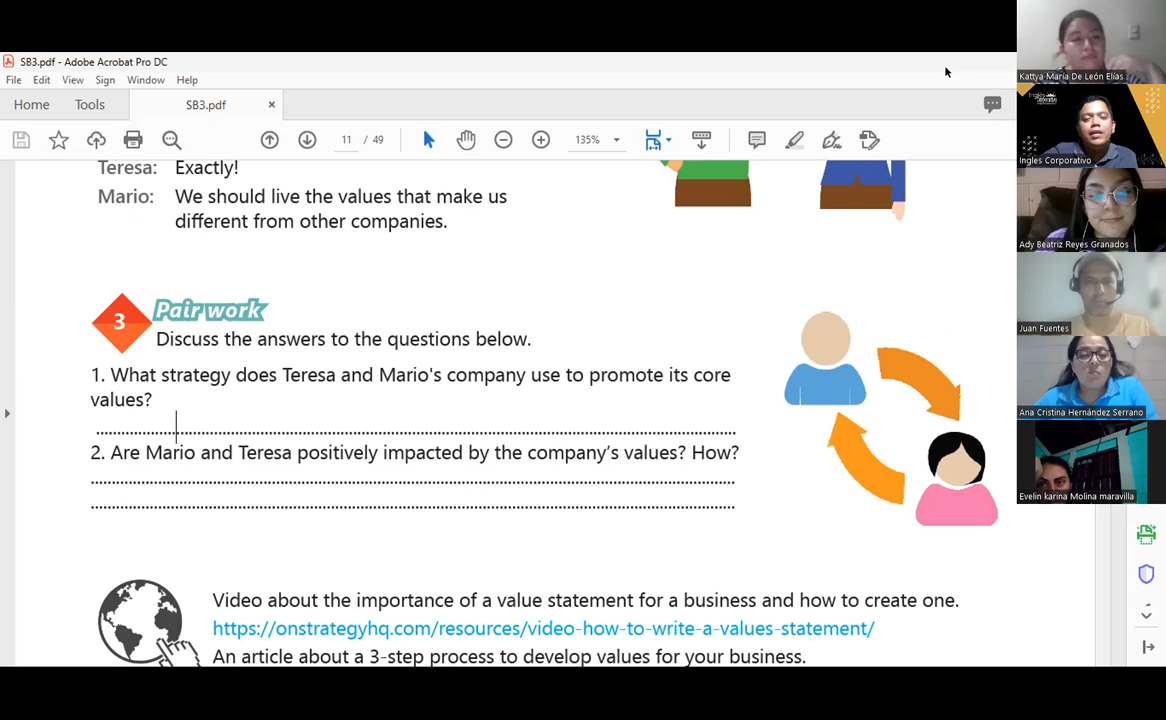 SB3.pdf - Adobe Acrobat Pro DC
File Edit View Sign Window Help
Home Tools SB3.pdf ×
11 / 49 135%
Teresa: Exactly!
Mario: We should live the values that make us
different from other companies.
3 Pair work
Discuss the answers to the questions below.
1. What strategy does Teresa and Mario's company use to promote its core
values?
2. Are Mario and Teresa positively impacted by the company's values? How?
Video about the importance of a value statement for a business and how to create one.
https://onstrategyhq.com/resources/video-how-to-write-a-values-statement/
An article about a 3-step process to develop values for your business.
Kattya María De León Elías
Inglés
Ingles Corporativo
Ady Beatriz Reyes Granados
Juan Fuentes
Ana Cristina Hernández Serrano
Evelin karina Molina maravilla